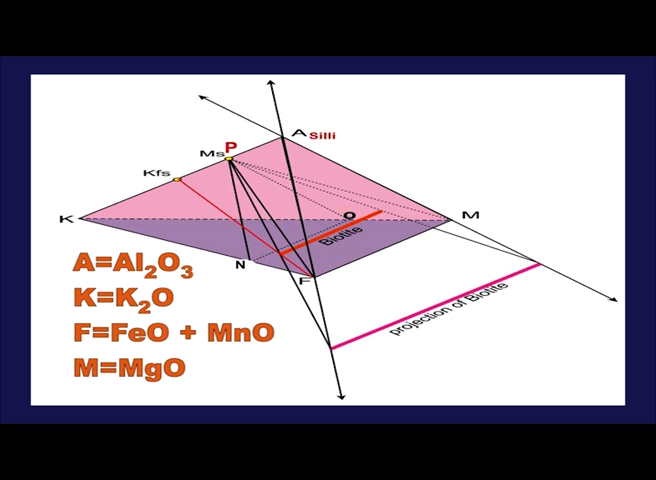 A Silli
P
Ms
Kfs
K
O
M
Biotite
N
F
projection of Biotite
A=Al₂O₃
K=K₂O
F=FeO + MnO
M=MgO